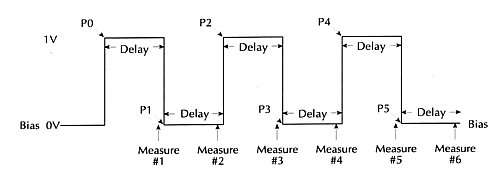 P0 P2 P4
1V
Delay Delay Delay
P1 P3 P5
Delay Delay Delay
Bias 0V Bias
Measure Measure Measure Measure Measure Measure
#1 #2 #3 #4 #5 #6